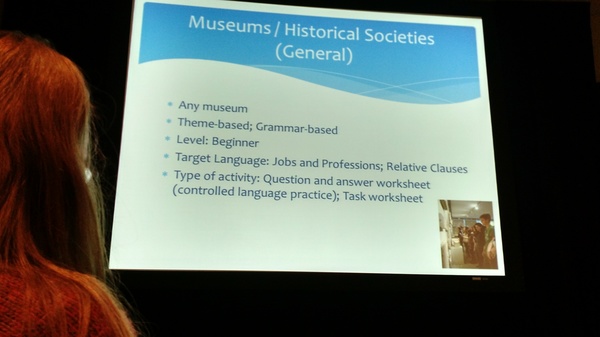 Museums / Historical Societies
(General)
Any museum
Theme-based; Grammar-based
Level: Beginner
Target Language: Jobs and Professions; Relative Clauses
Type of activity: Question and answer worksheet
(controlled language practice); Task worksheet